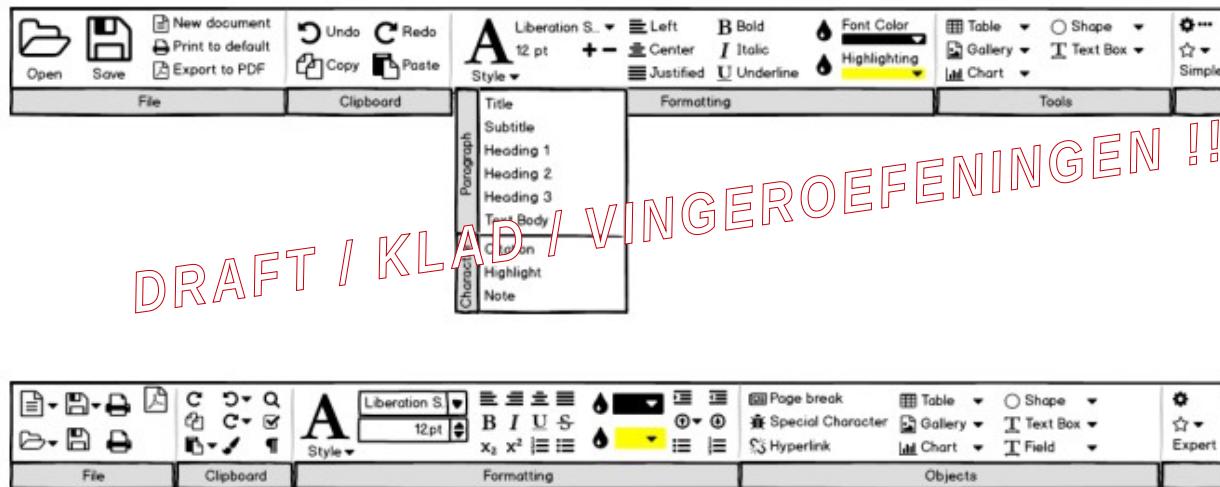 New document
Liberation S... Left B Bold Font Color Table Shape
Undo Redo
Print to default
12 pt + - Center I Italic Gallery T Text Box
Highlighting
Export to PDF Copy Paste
Open Save Style Justified U Underline Chart Simple
File Clipboard Formatting Tools
Title
Subtitle
Heading 1
Heading 2
Heading 3
Text Body
Paragraph
Citation
Highlight
Note
DRAFT / KLAD / VINGEROEFENINGEN !!
Liberation S Page break Table Shape
12pt B I U S Special Character Gallery T Text Box
Style x₂ x² Hyperlink Chart T Field Expert
File Clipboard Formatting Objects